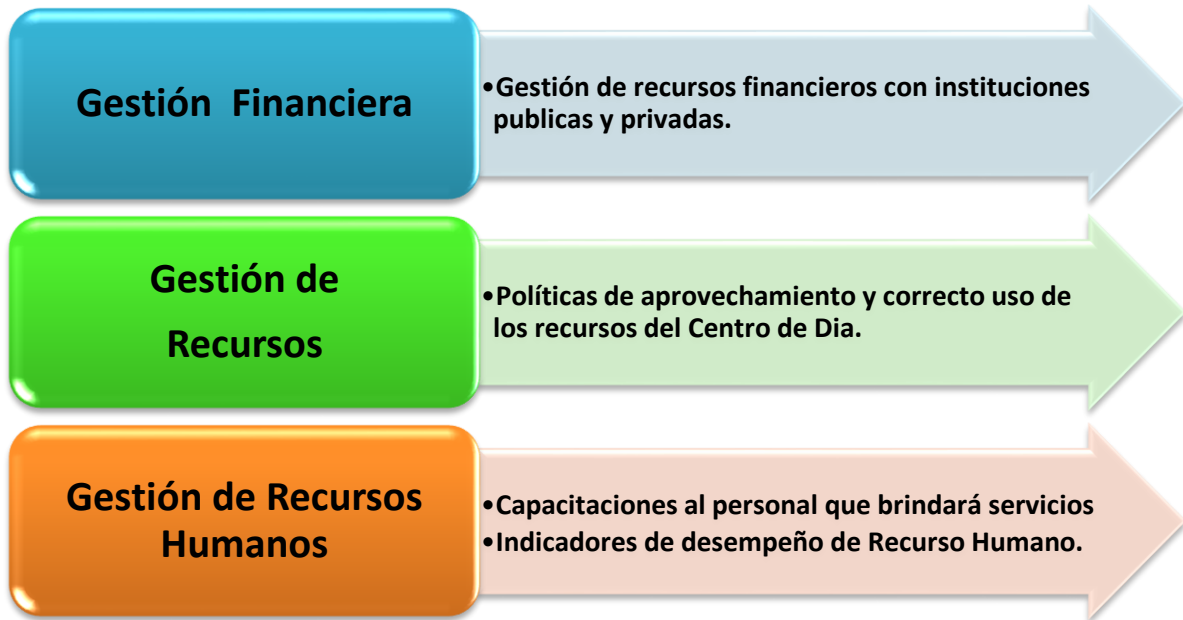 Gestión Financiera
•Gestión de recursos financieros con instituciones
publicas y privadas.
Gestión de
Recursos
•Políticas de aprovechamiento y correcto uso de
los recursos del Centro de Dia.
Gestión de Recursos
Humanos
•Capacitaciones al personal que brindará servicios
•Indicadores de desempeño de Recurso Humano.